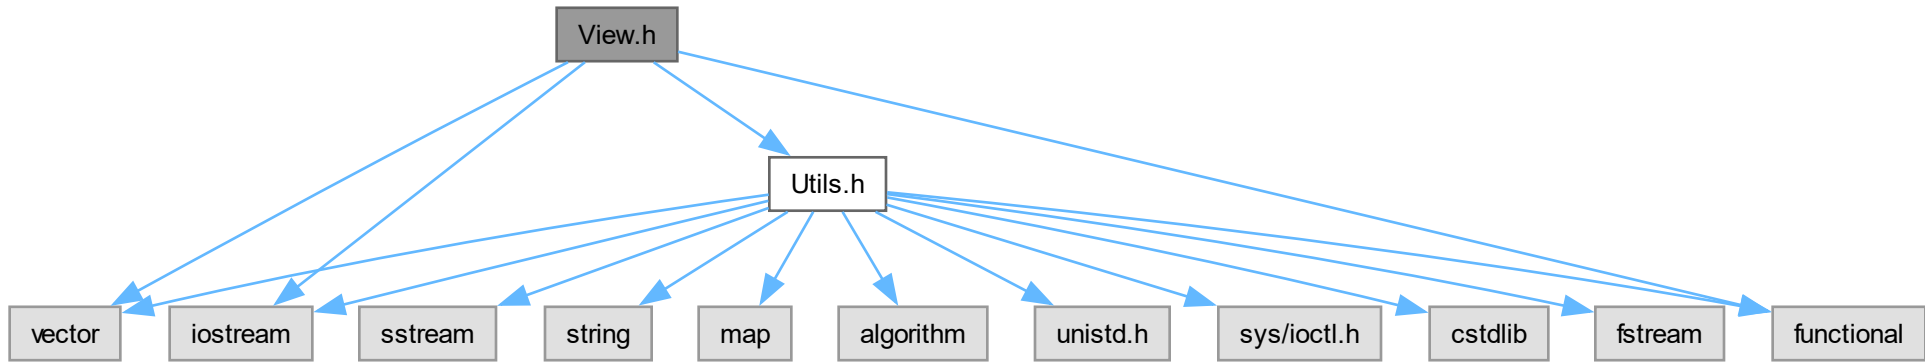 View.h
Utils.h
vector
iostream
sstream
string
map
algorithm
unistd.h
sys/ioctl.h
cstdlib
fstream
functional